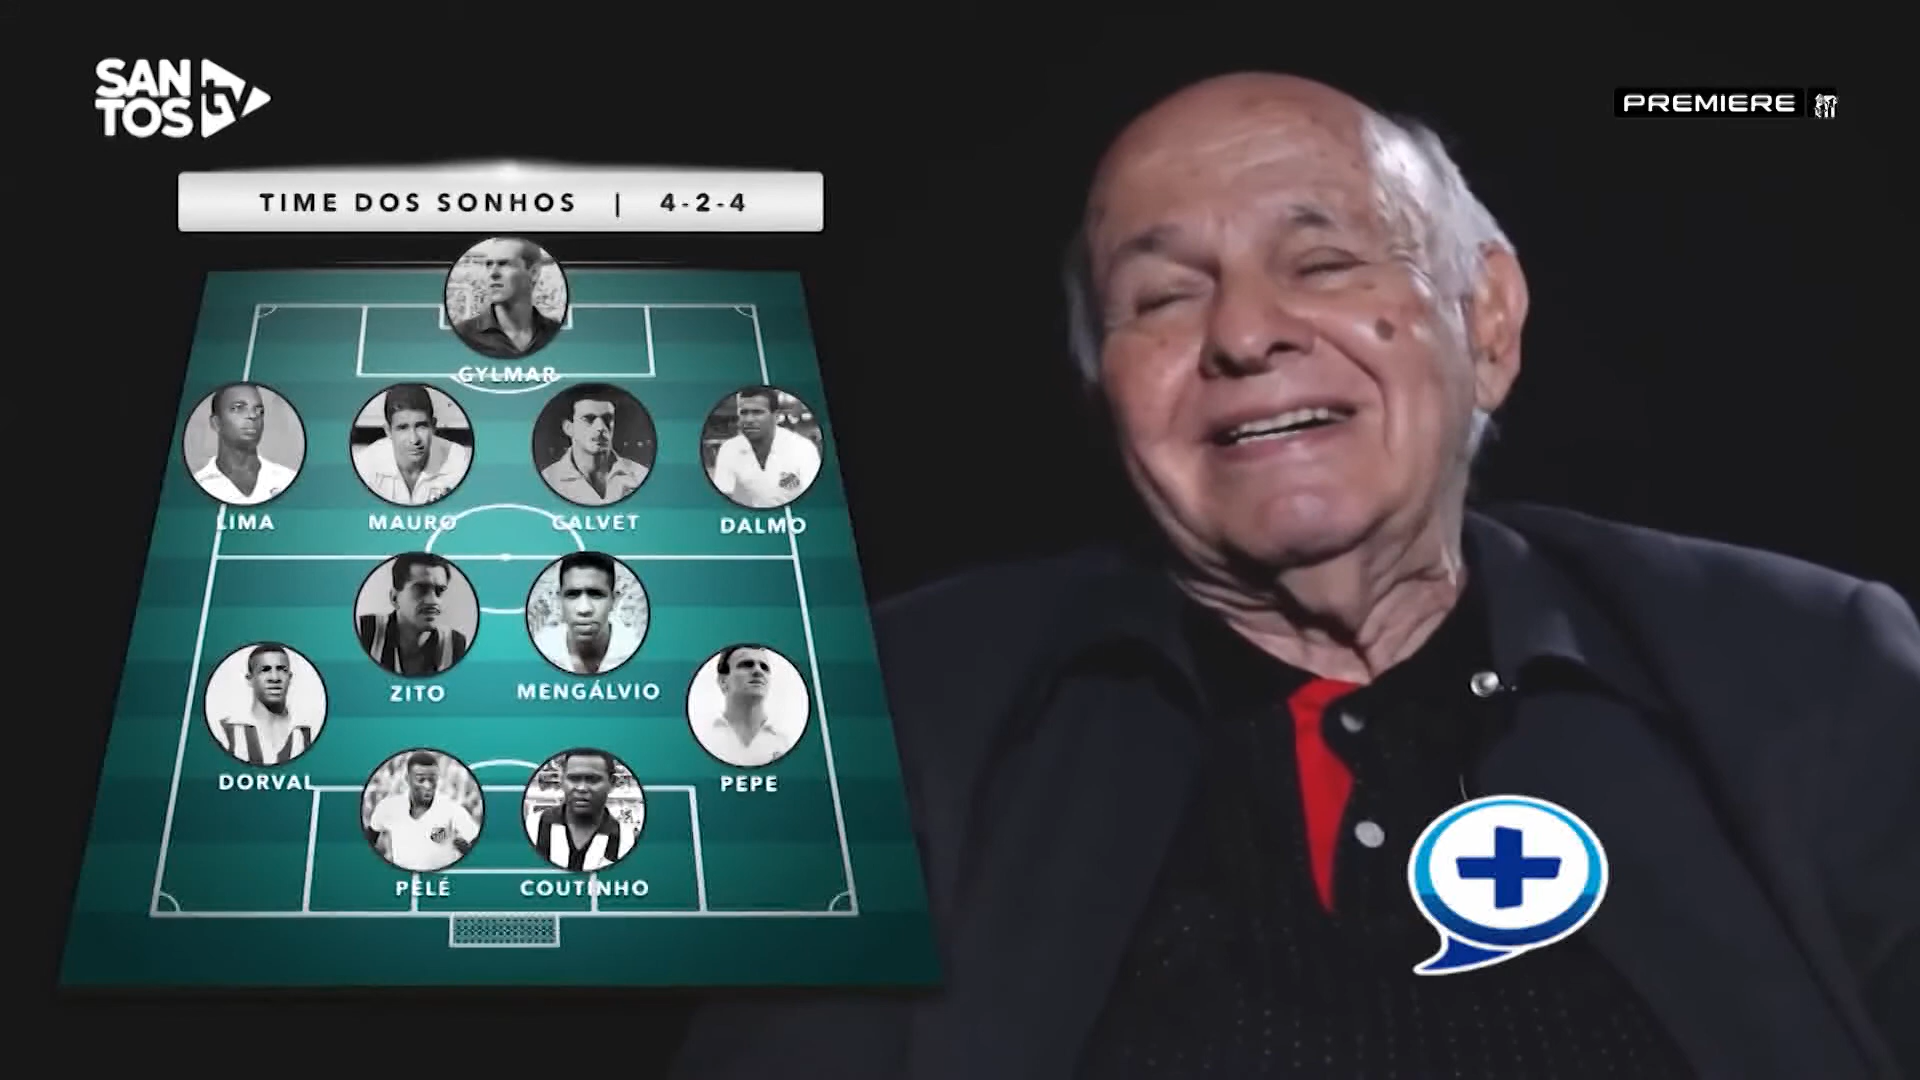 SAN
TOS tv
PREMIERE
TIME DOS SONHOS | 4-2-4
GYLMAR
LIMA
MAURO
CALVET
DALMO
ZITO
MENGÁLVIO
DORVAL
PEPE
PELÉ
COUTINHO